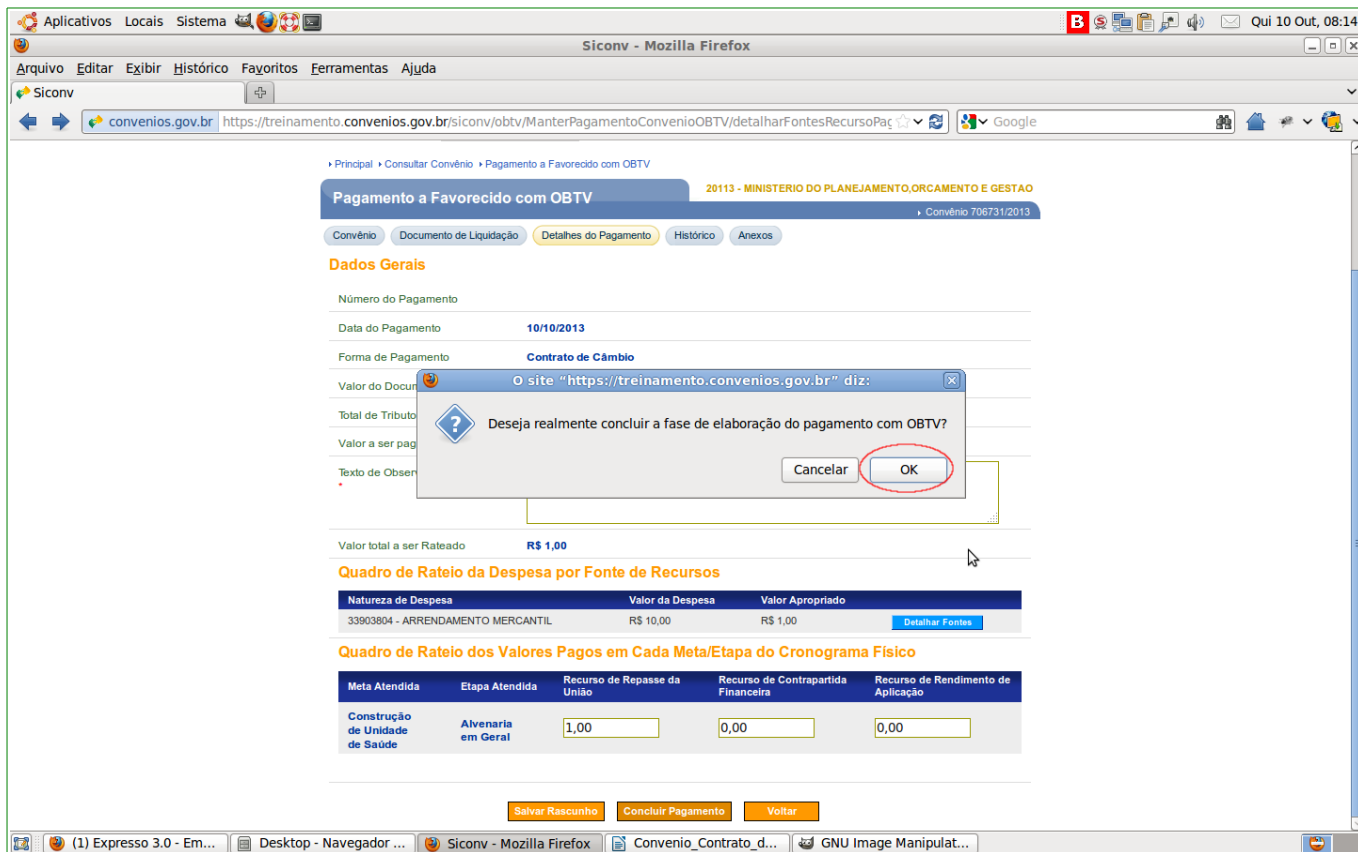 Aplicativos Locais Sistema
Qui 10 Out, 08:14
Siconv - Mozilla Firefox
Arquivo Editar Exibir Histórico Favoritos Ferramentas Ajuda
Siconv
convenios.gov.br https://treinamento.convenios.gov.br/siconv/obtv/ManterPagamentoConvenioOBTV/detalharFontesRecursoPag
Google
Principal Consultar Convênio Pagamento a Favorecido com OBTV
20113 - MINISTERIO DO PLANEJAMENTO,ORCAMENTO E GESTAO
Pagamento a Favorecido com OBTV
Convênio 706731/2013
Convênio Documento de Liquidação Detalhes do Pagamento Histórico Anexos
Dados Gerais
Número do Pagamento
Data do Pagamento 10/10/2013
Forma de Pagamento Contrato de Câmbio
Valor do Docum
O site "https://treinamento.convenios.gov.br" diz:
Total de Tributo
Deseja realmente concluir a fase de elaboração do pagamento com OBTV?
Valor a ser pag
Cancelar OK
Texto de Obser
*
Valor total a ser Rateado R$ 1,00
Quadro de Rateio da Despesa por Fonte de Recursos
Natureza de Despesa Valor da Despesa Valor Apropriado
33903804 - ARRENDAMENTO MERCANTIL R$ 10,00 R$ 1,00 Detalhar Fontes
Quadro de Rateio dos Valores Pagos em Cada Meta/Etapa do Cronograma Físico
Meta Atendida Etapa Atendida Recurso de Repasse da União Recurso de Contrapartida Financeira Recurso de Rendimento de Aplicação
Construção de Unidade de Saúde Alvenaria em Geral 1,00 0,00 0,00
Salvar Rascunho Concluir Pagamento Voltar
(1) Expresso 3.0 - Em... Desktop - Navegador ... Siconv - Mozilla Firefox Convenio_Contrato_d... GNU Image Manipulat...